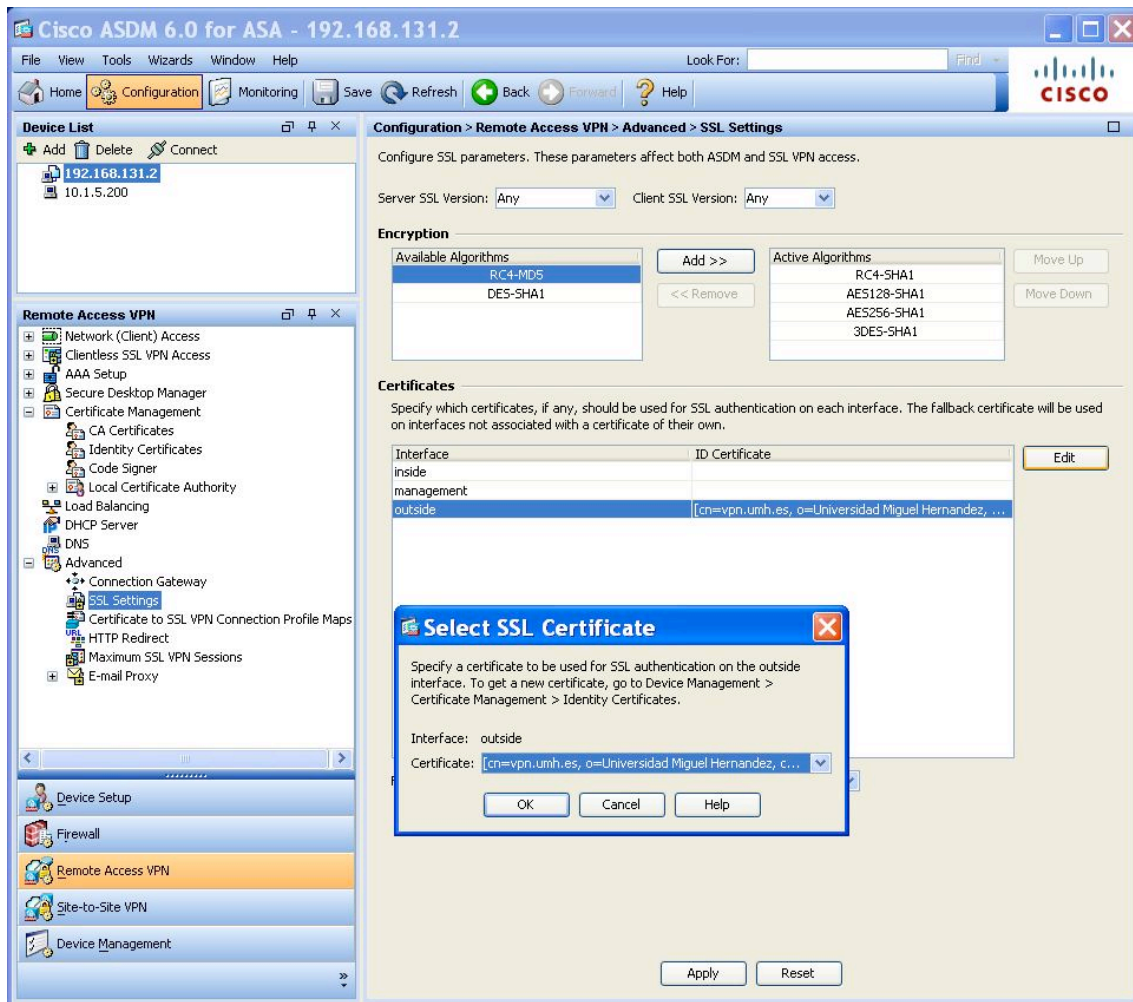 Cisco ASDM 6.0 for ASA - 192.168.131.2
File View Tools Wizards Window Help Look For: Find
Home Configuration Monitoring Save Refresh Back Forward Help
CISCO
Device List
Add Delete Connect
192.168.131.2
10.1.5.200
Remote Access VPN
Network (Client) Access
Clientless SSL VPN Access
AAA Setup
Secure Desktop Manager
Certificate Management
CA Certificates
Identity Certificates
Code Signer
Local Certificate Authority
Load Balancing
DHCP Server
DNS
Advanced
Connection Gateway
SSL Settings
Certificate to SSL VPN Connection Profile Maps
HTTP Redirect
Maximum SSL VPN Sessions
E-mail Proxy
Device Setup
Firewall
Remote Access VPN
Site-to-Site VPN
Device Management
Configuration > Remote Access VPN > Advanced > SSL Settings
Configure SSL parameters. These parameters affect both ASDM and SSL VPN access.
Server SSL Version: Any Client SSL Version: Any
Encryption
Available Algorithms
RC4-MD5
DES-SHA1
Add >>
<< Remove
Active Algorithms
RC4-SHA1
AES128-SHA1
AES256-SHA1
3DES-SHA1
Move Up
Move Down
Certificates
Specify which certificates, if any, should be used for SSL authentication on each interface. The fallback certificate will be used
on interfaces not associated with a certificate of their own.
Interface ID Certificate
inside
management
outside [cn=vpn.umh.es, o=Universidad Miguel Hernandez, ...
Edit
Select SSL Certificate
Specify a certificate to be used for SSL authentication on the outside
interface. To get a new certificate, go to Device Management >
Certificate Management > Identity Certificates.
Interface: outside
Certificate: [cn=vpn.umh.es, o=Universidad Miguel Hernandez, c...
OK Cancel Help
Apply Reset